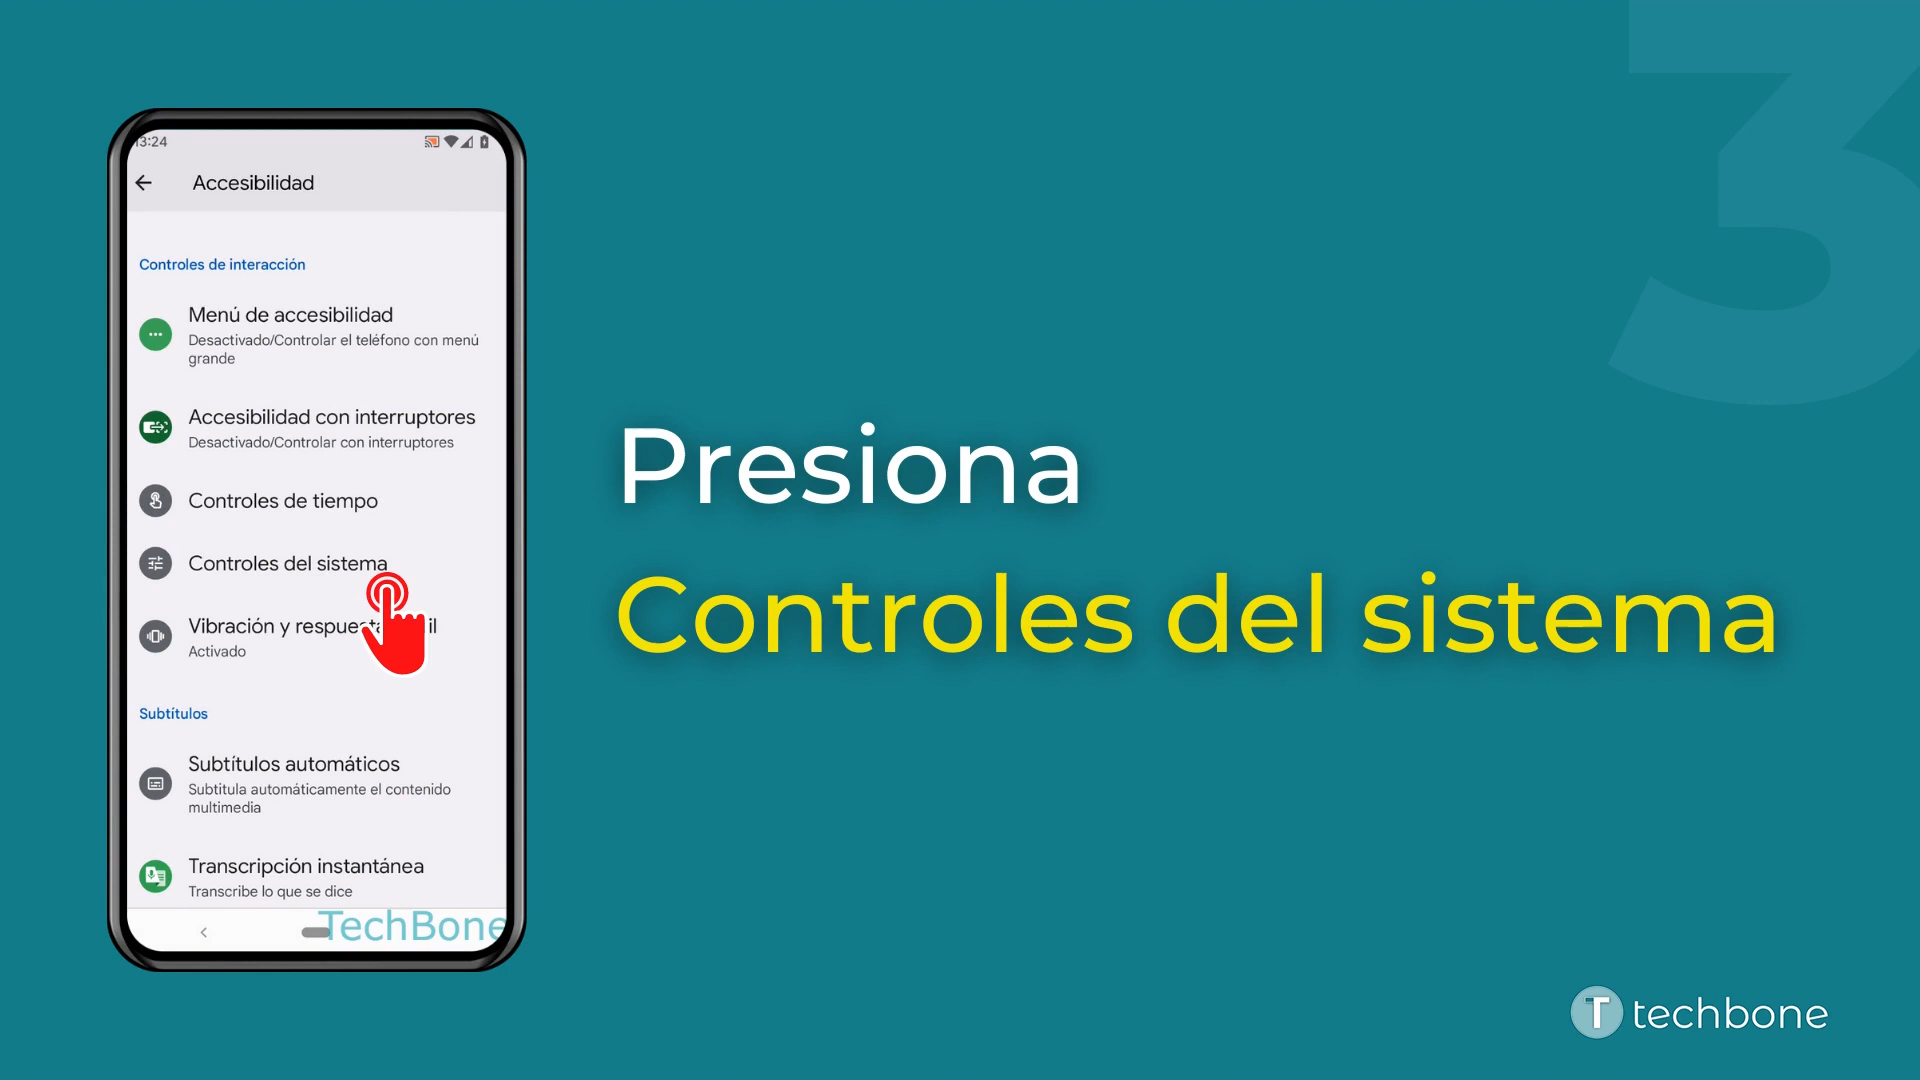 3
13:24
Accesibilidad
Controles de interacción
Menú de accesibilidad
Desactivado/Controlar el teléfono con menú
grande
Accesibilidad con interruptores
Desactivado/Controlar con interruptores
Controles de tiempo
Controles del sistema
Vibración y
Activado
Subtítulos
Subtítulos automáticos
Subtitula automáticamente el contenido
multimedia
Transcripción instantánea
Transcribe lo que se dice
TechBone
Presiona
Controles del sistema
T techbone